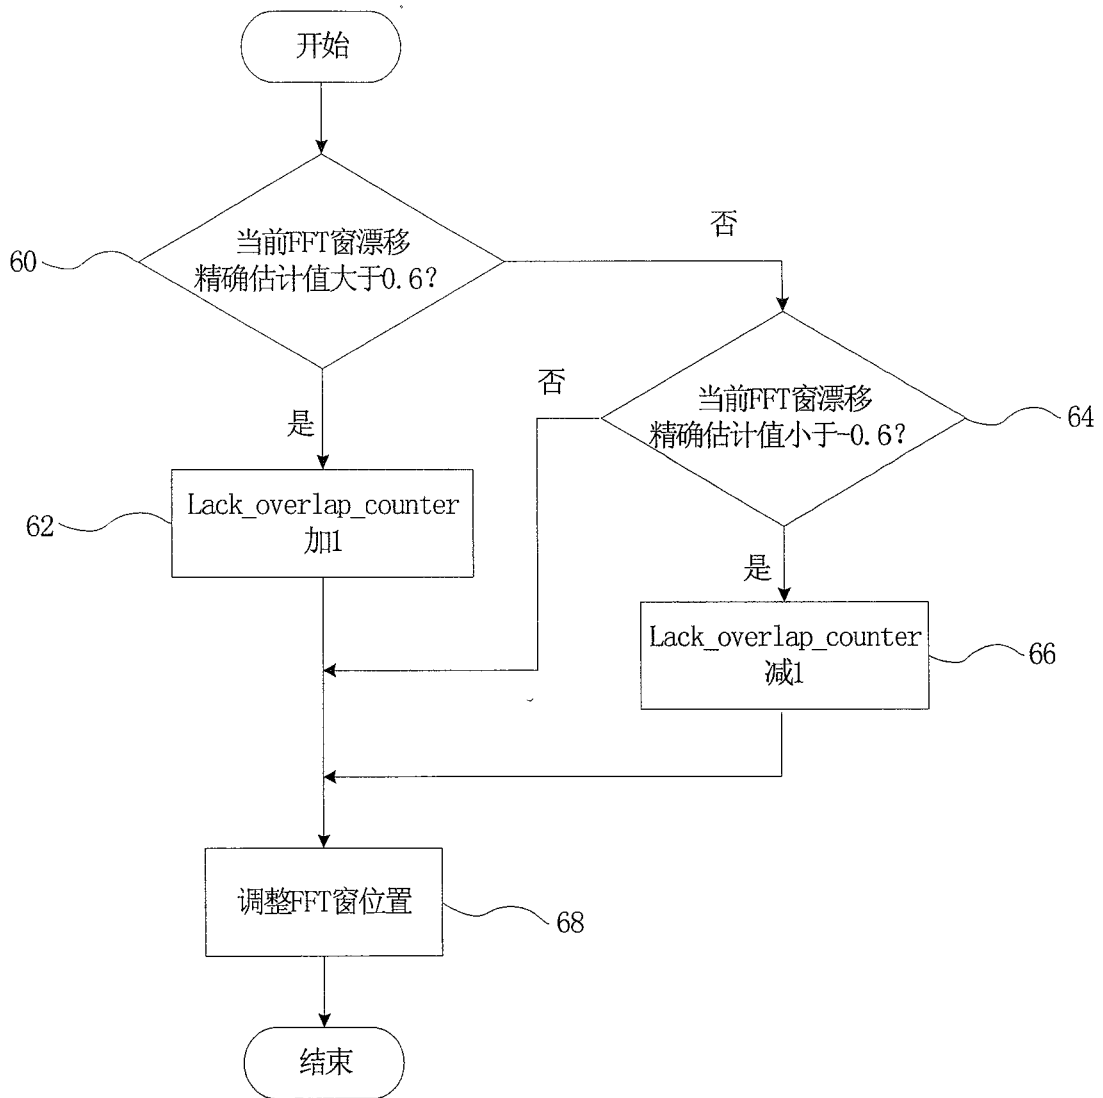 开始
当前FFT窗漂移
精确估计值大于0.6?
60
否
当前FFT窗漂移
精确估计值小于-0.6?
64
否
是
Lack_overlap_counter
加1
62
是
Lack_overlap_counter
减1
66
调整FFT窗位置
68
结束